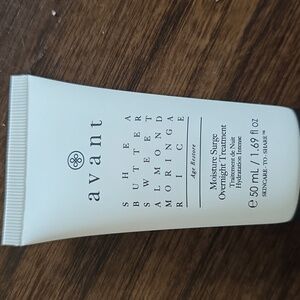 avant
SHEA
BUTTER
SWEET
ALMOND
MORINGA
RICE
Age Restore
Moisture Surge
Overnight Treatment
Traitement de Nuit
Hydratation Intense
℮ 50 mL / 1.69 fl oz
SKINCARE-TO-SHARE™